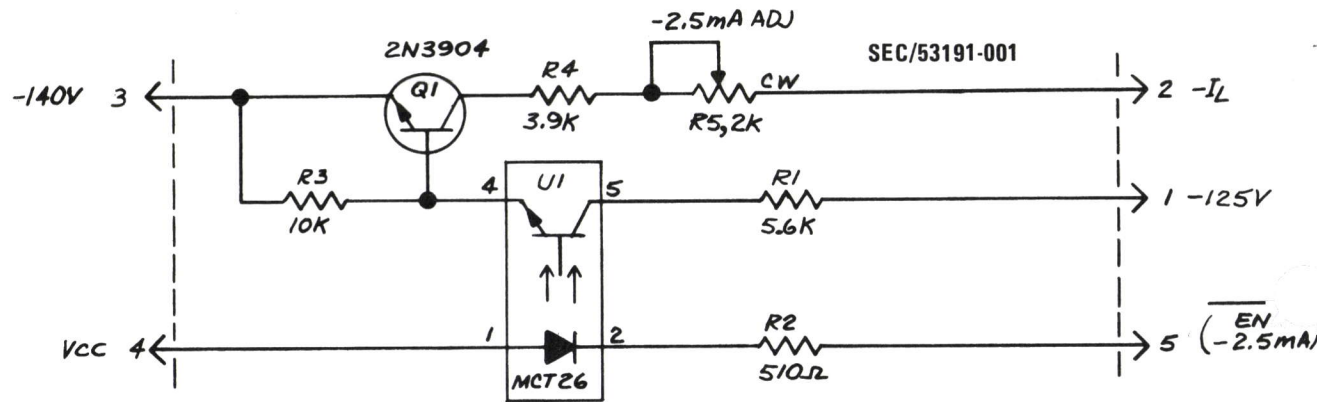 -2.5mA ADJ
2N3904
SEC/53191-001
Q1
R4
CW
-140V 3
2 -IL
3.9K
R5, 2K
R3
4
U1
5
R1
10K
5.6K
1 -125V
1
2
R2
VCC 4
5 (EN
-2.5mA)
MCT26
510Ω